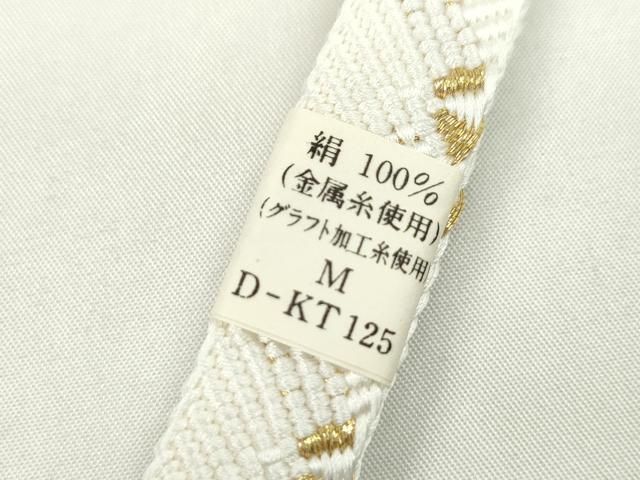 絹 100%
(金属糸使用)
(グラフト加工糸使用)
M
D-KT125